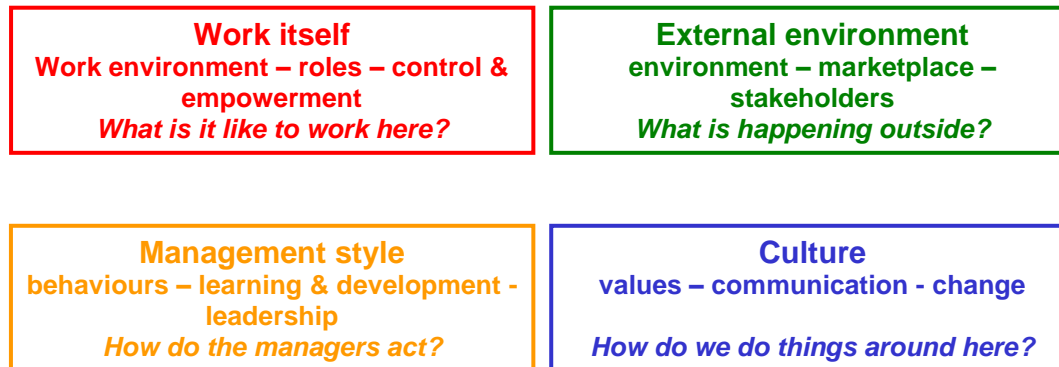 Work itself
Work environment – roles – control &
empowerment
What is it like to work here?
External environment
environment – marketplace –
stakeholders
What is happening outside?
Management style
behaviours – learning & development -
leadership
How do the managers act?
Culture
values – communication - change
How do we do things around here?